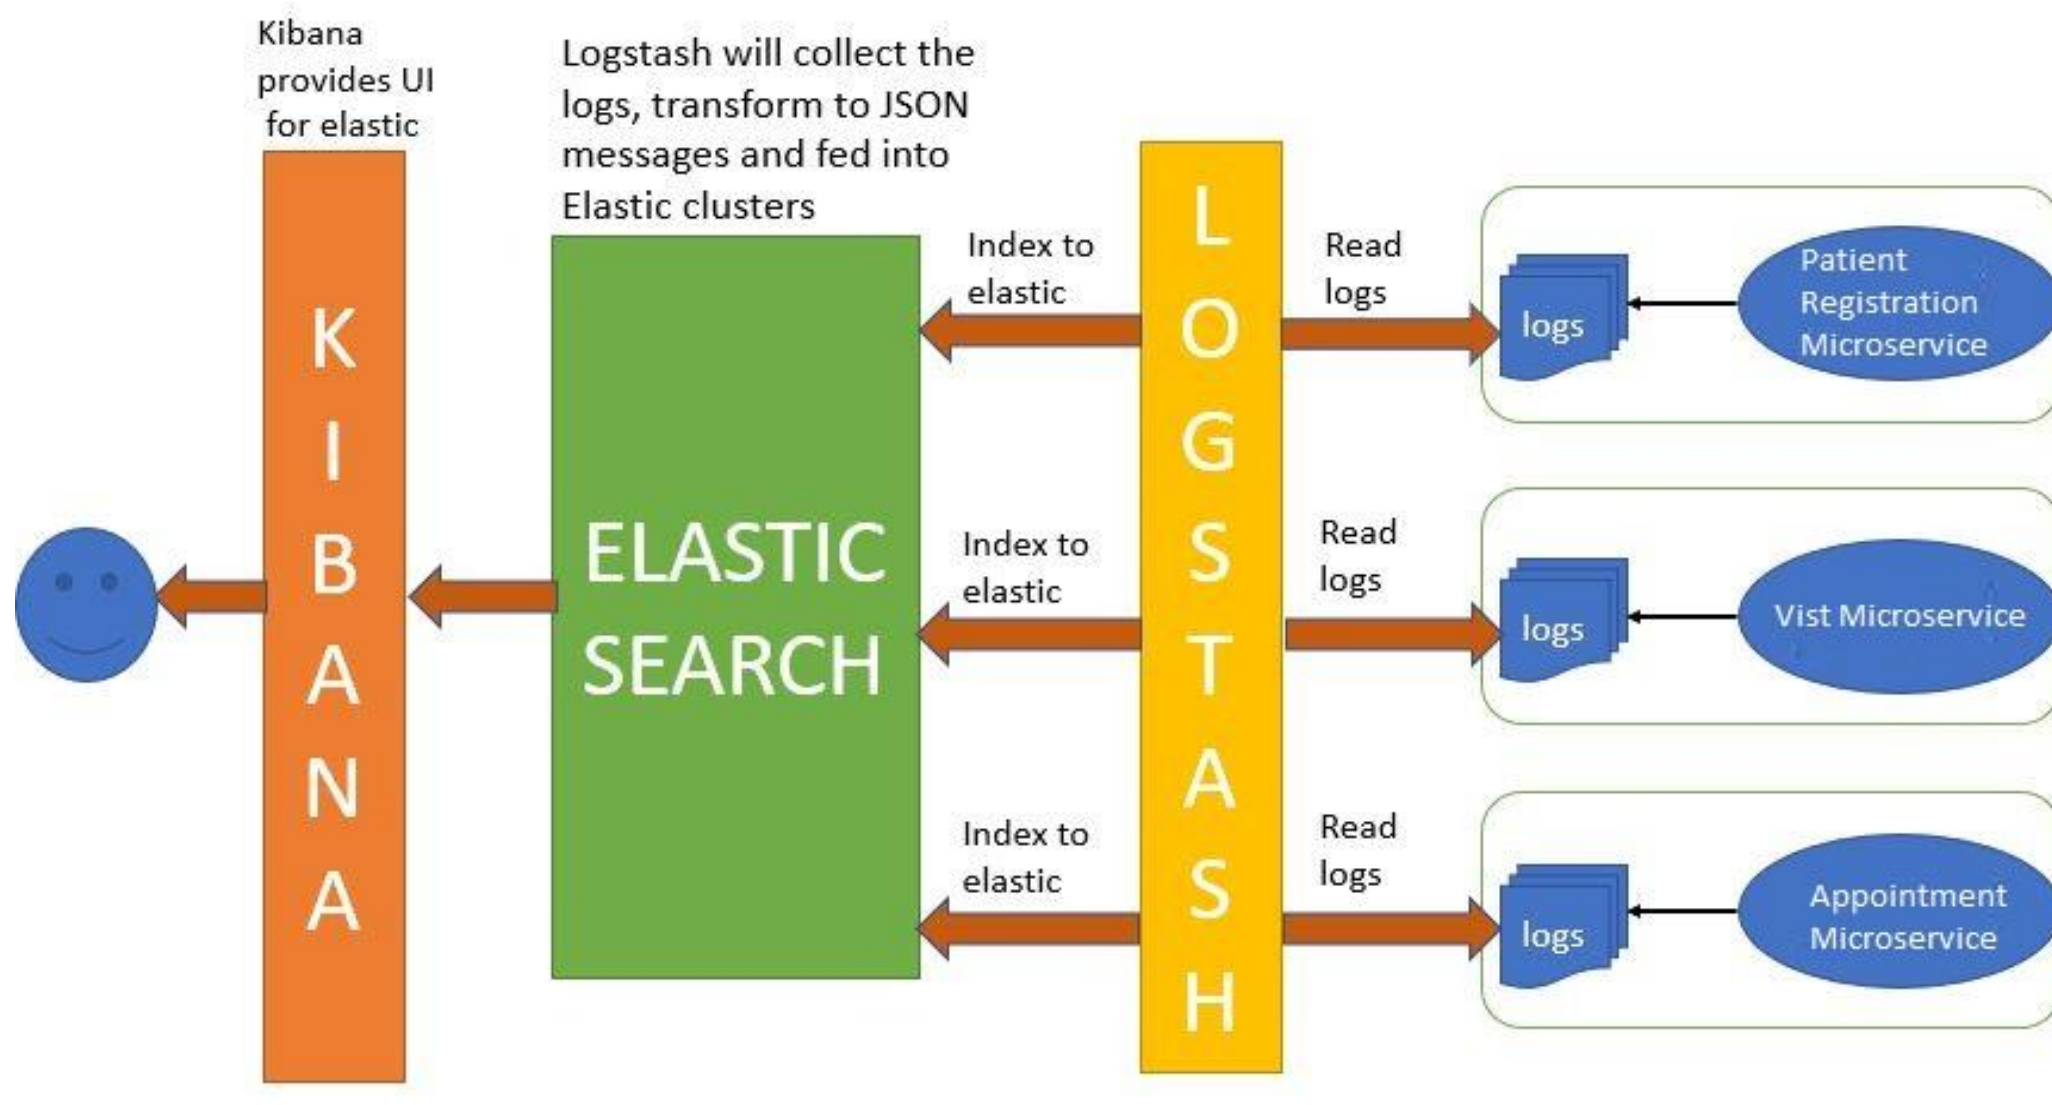 Kibana
provides UI
for elastic
Logstash will collect the
logs, transform to JSON
messages and fed into
Elastic clusters
KIBANA
ELASTIC
SEARCH
Index to
elastic
Index to
elastic
Index to
elastic
LOGSTASH
Read
logs
Read
logs
Read
logs
logs
Patient
Registration
Microservice
logs
Vist Microservice
logs
Appointment
Microservice